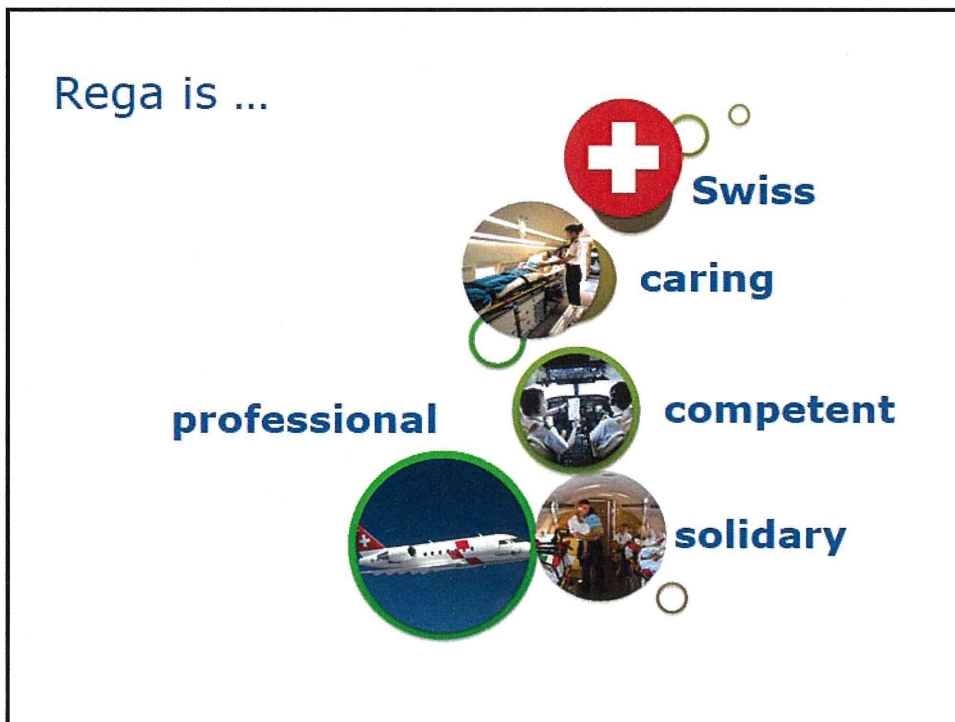 Rega is ...
Swiss
caring
professional
competent
solidary